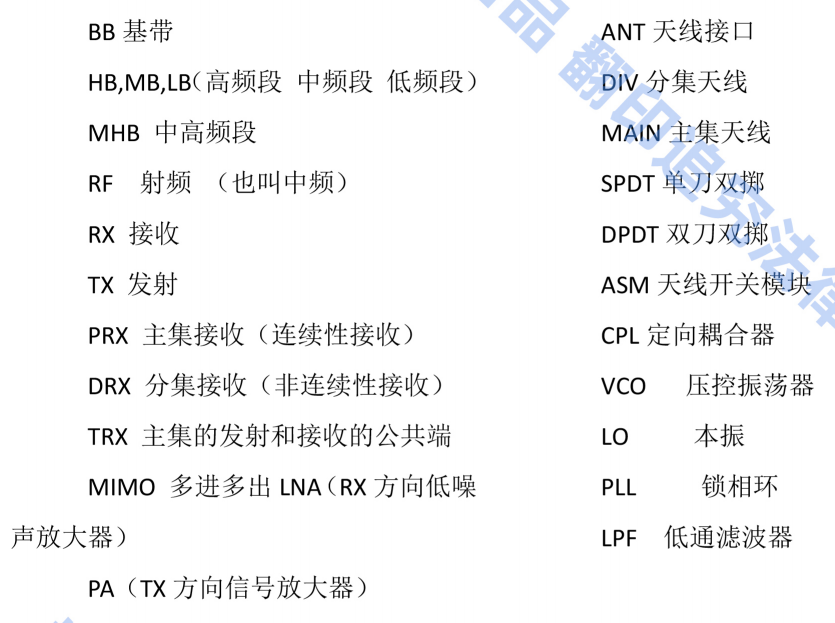 BB 基带
HB,MB,LB（高频段 中频段 低频段）
MHB 中高频段
RF 射频 （也叫中频）
RX 接收
TX 发射
PRX 主集接收（连续性接收）
DRX 分集接收（非连续性接收）
TRX 主集的发射和接收的公共端
MIMO 多进多出 LNA（RX 方向低噪
声放大器）
PA（TX 方向信号放大器）
ANT 天线接口
DIV 分集天线
MAIN 主集天线
SPDT 单刀双掷
DPDT 双刀双掷
ASM 天线开关模块
CPL 定向耦合器
VCO 压控振荡器
LO 本振
PLL 锁相环
LPF 低通滤波器
品 翻印追究法律